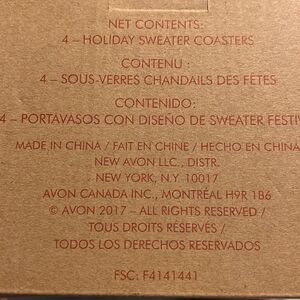 NET CONTENTS:
4 – HOLIDAY SWEATER COASTERS
CONTENU :
4 – SOUS-VERRES CHANDAILS DES FÊTES
CONTENIDO:
4 – PORTAVASOS CON DISEÑO DE SWEATER FESTIV
MADE IN CHINA / FAIT EN CHINE / HECHO EN CHINA
NEW AVON LLC., DISTR.
NEW YORK, N.Y. 10017
AVON CANADA INC., MONTRÉAL H9R 1B6
© AVON 2017 – ALL RIGHTS RESERVED /
TOUS DROITS RÉSERVÉS /
TODOS LOS DERECHOS RESERVADOS
FSC: F4141441